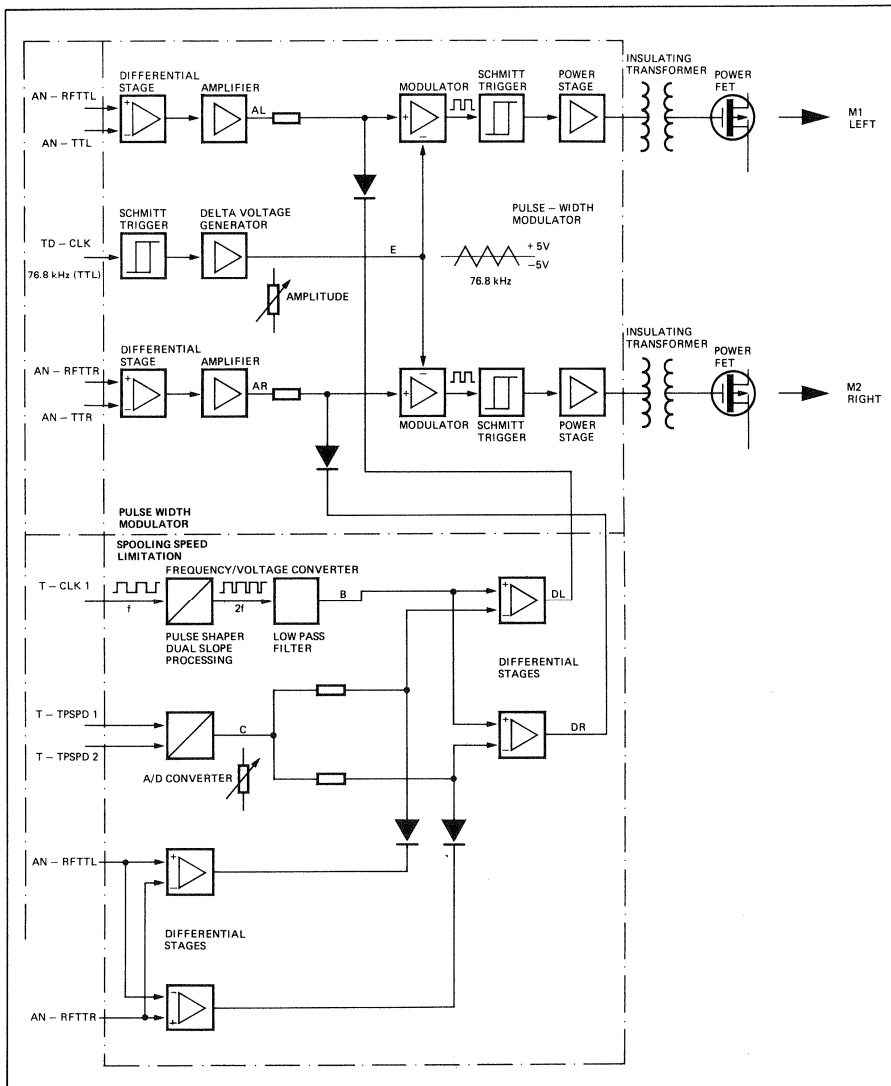 DIFFERENTIAL
STAGE
AMPLIFIER
MODULATOR
SCHMITT
TRIGGER
POWER
STAGE
INSULATING
TRANSFORMER
POWER
FET
AN – RFTTL
AN – TTL
+
−
AL
+
−
M1
LEFT
SCHMITT
TRIGGER
DELTA VOLTAGE
GENERATOR
TD – CLK
76.8 kHz (TTL)
E
PULSE – WIDTH
MODULATOR
+ 5V
–5V
76.8 kHz
AMPLITUDE
DIFFERENTIAL
STAGE
AMPLIFIER
INSULATING
TRANSFORMER
POWER
FET
AN – RFTTR
AN – TTR
+
−
AR
−
+
MODULATOR
SCHMITT
TRIGGER
POWER
STAGE
M2
RIGHT
PULSE WIDTH
MODULATOR
SPOOLING SPEED
LIMITATION
FREQUENCY/VOLTAGE CONVERTER
T – CLK 1
f
2f
B
+
−
DL
PULSE SHAPER
DUAL SLOPE
PROCESSING
LOW PASS
FILTER
DIFFERENTIAL
STAGES
T – TPSPD 1
T – TPSPD 2
C
+
−
DR
A/D CONVERTER
AN – RFTTL
+
−
DIFFERENTIAL
STAGES
AN – RFTTR
−
+